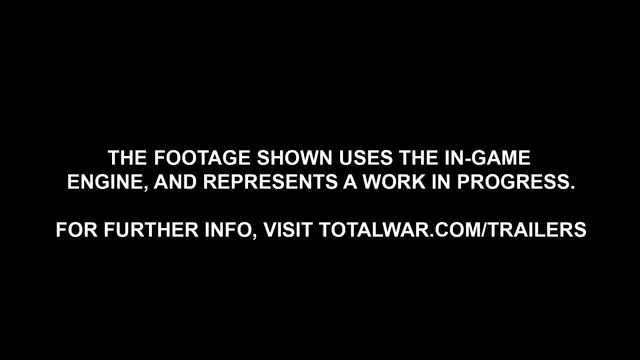 THE FOOTAGE SHOWN USES THE IN-GAME
ENGINE, AND REPRESENTS A WORK IN PROGRESS.
FOR FURTHER INFO, VISIT TOTALWAR.COM/TRAILERS